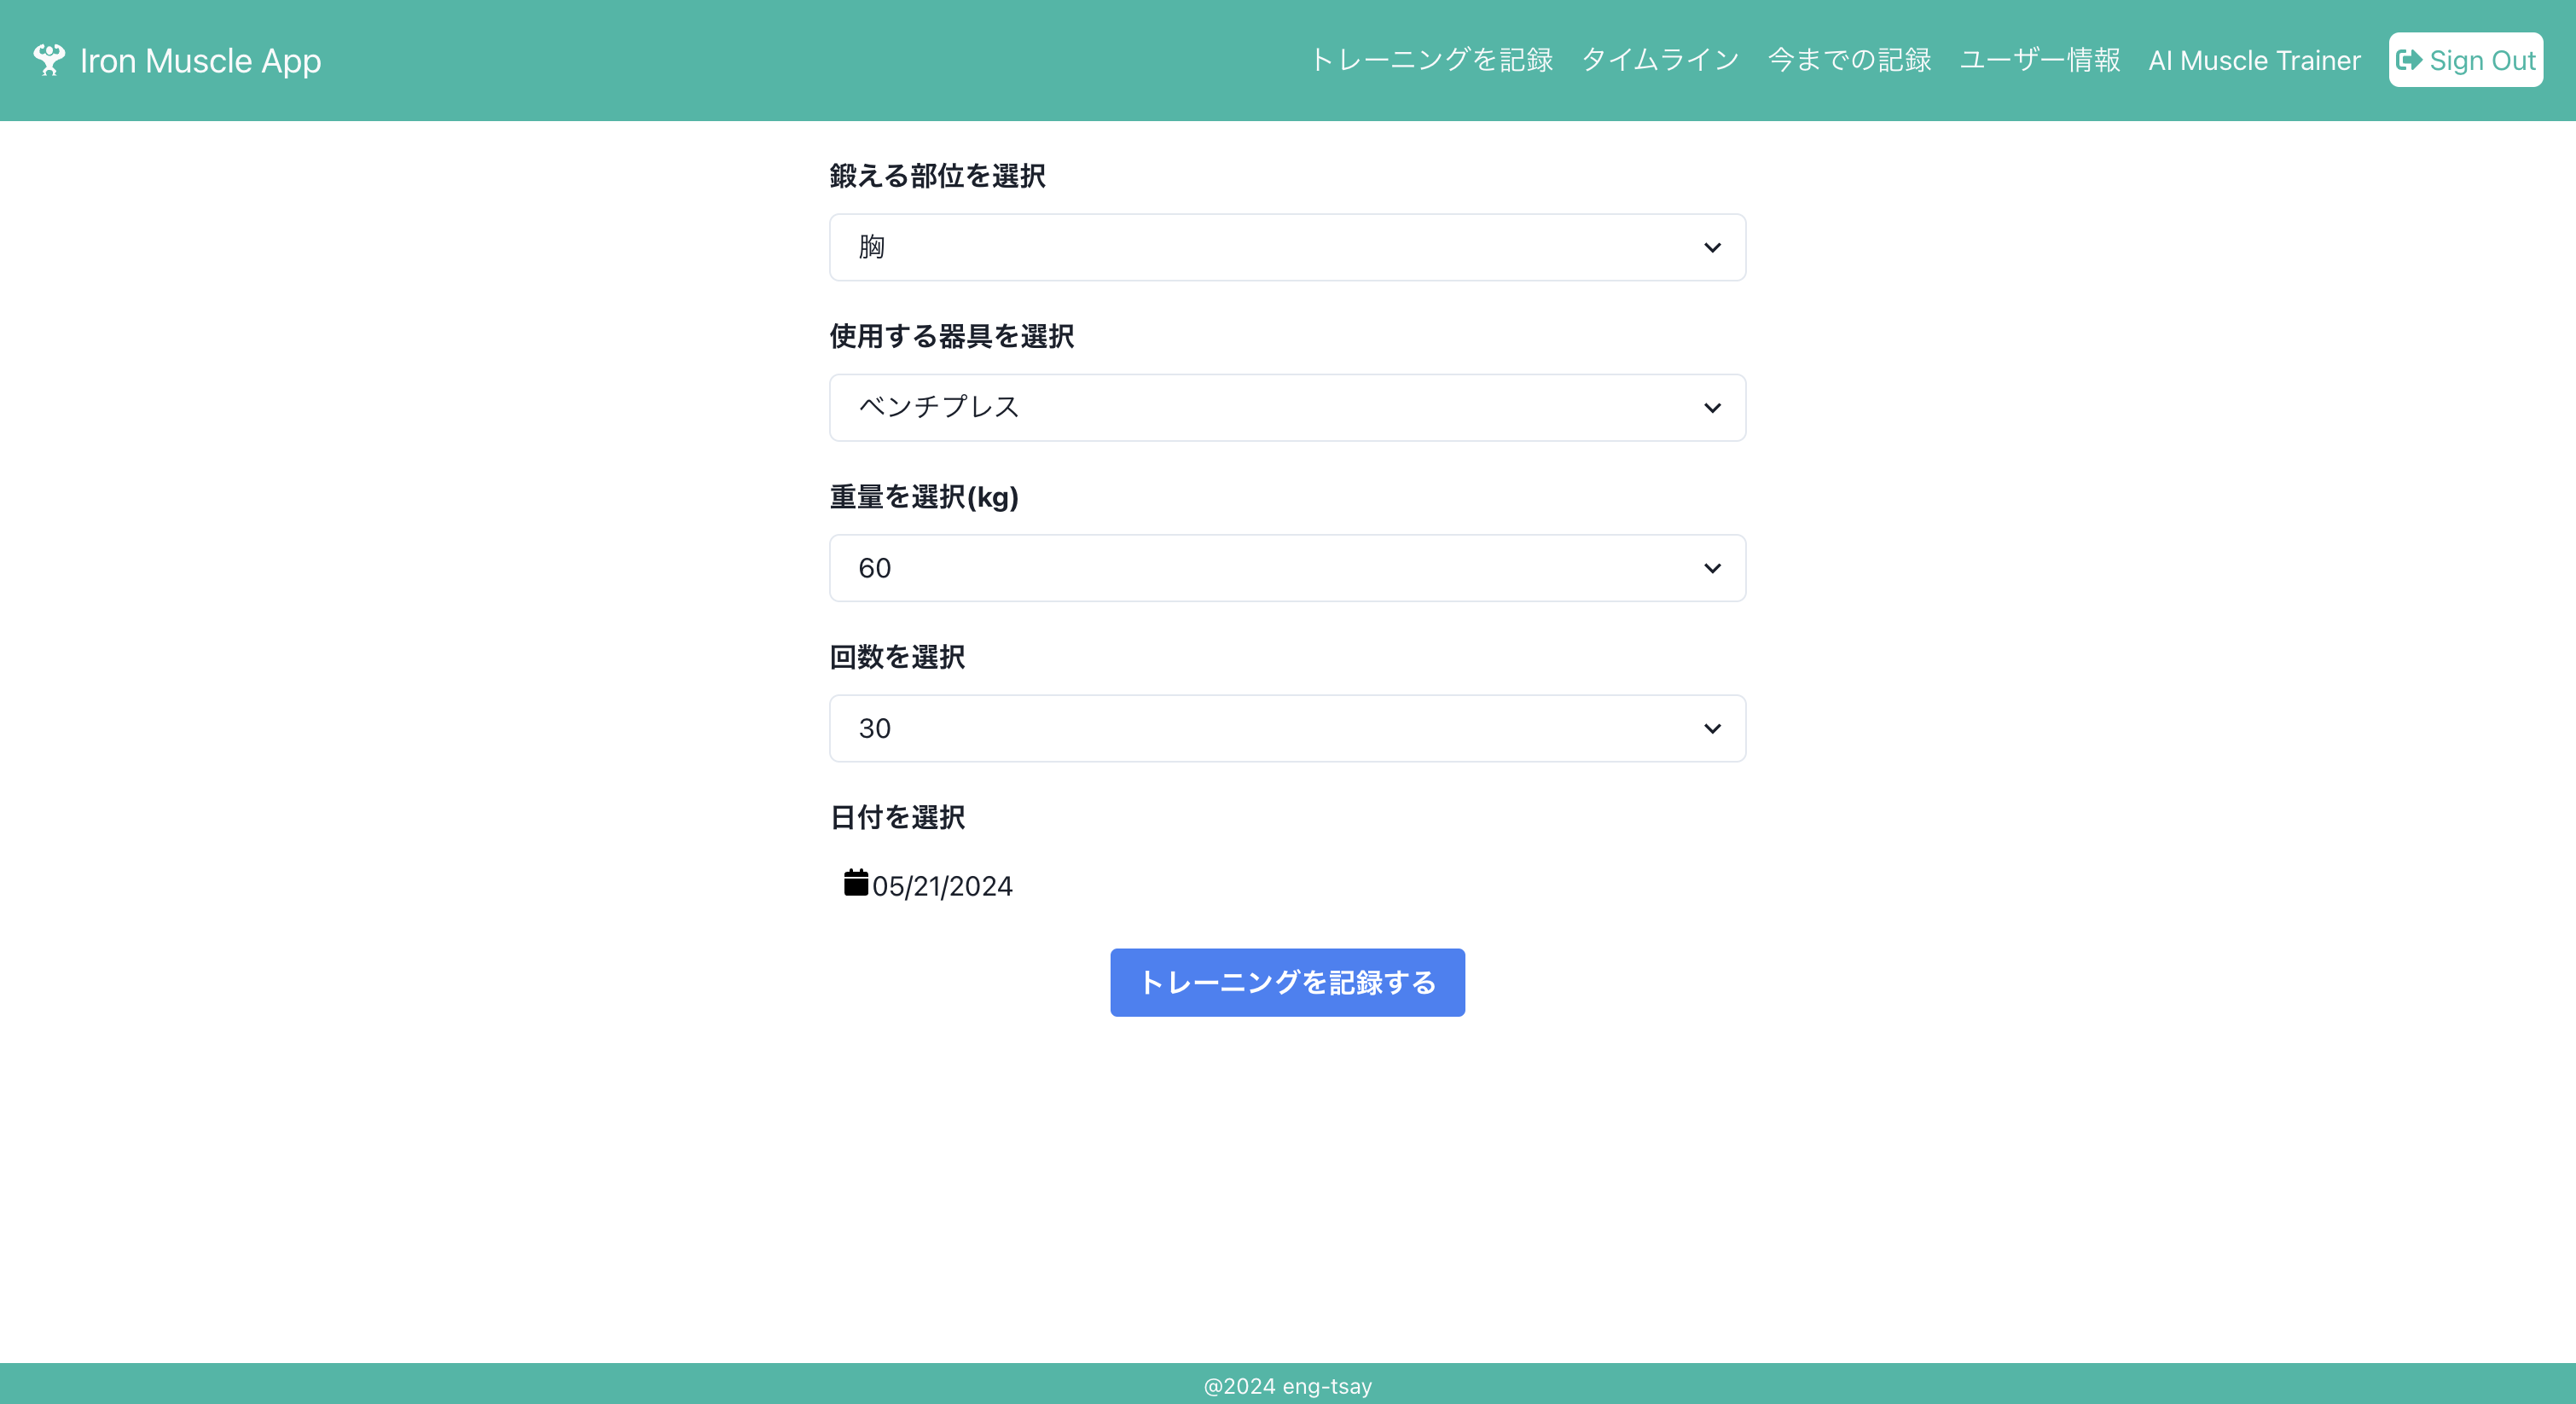 Iron Muscle App
トレーニングを記録 タイムライン 今までの記録 ユーザー情報 AI Muscle Trainer Sign Out
鍛える部位を選択
胸
使用する器具を選択
ベンチプレス
重量を選択(kg)
60
回数を選択
30
日付を選択
05/21/2024
トレーニングを記録する
@2024 eng-tsay